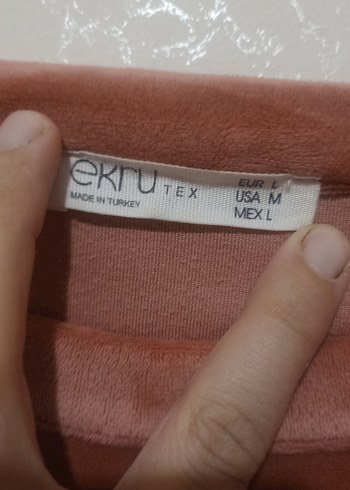 ekru TEX
MADE IN TURKEY
EUR L
USA M
MEX L